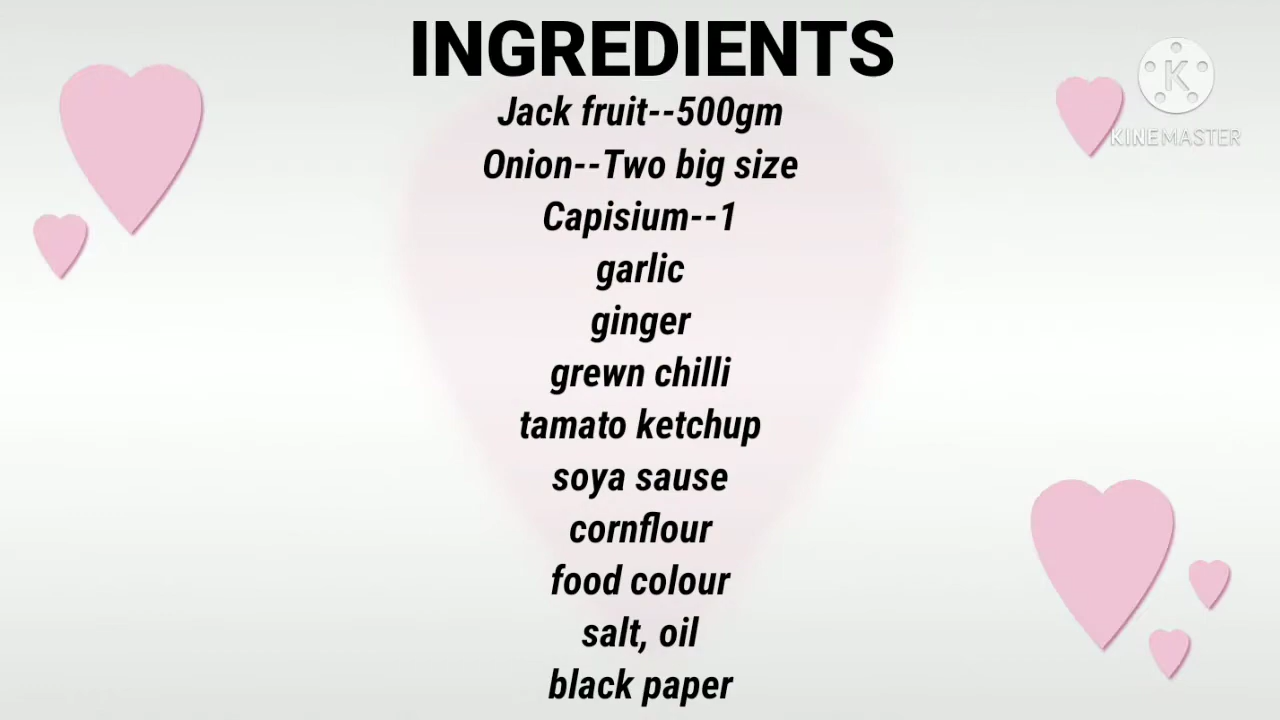 INGREDIENTS
Jack fruit--500gm
Onion--Two big size
Capisium--1
garlic
ginger
grewn chilli
tamato ketchup
soya sause
cornflour
food colour
salt, oil
black paper
K
KINEMASTER